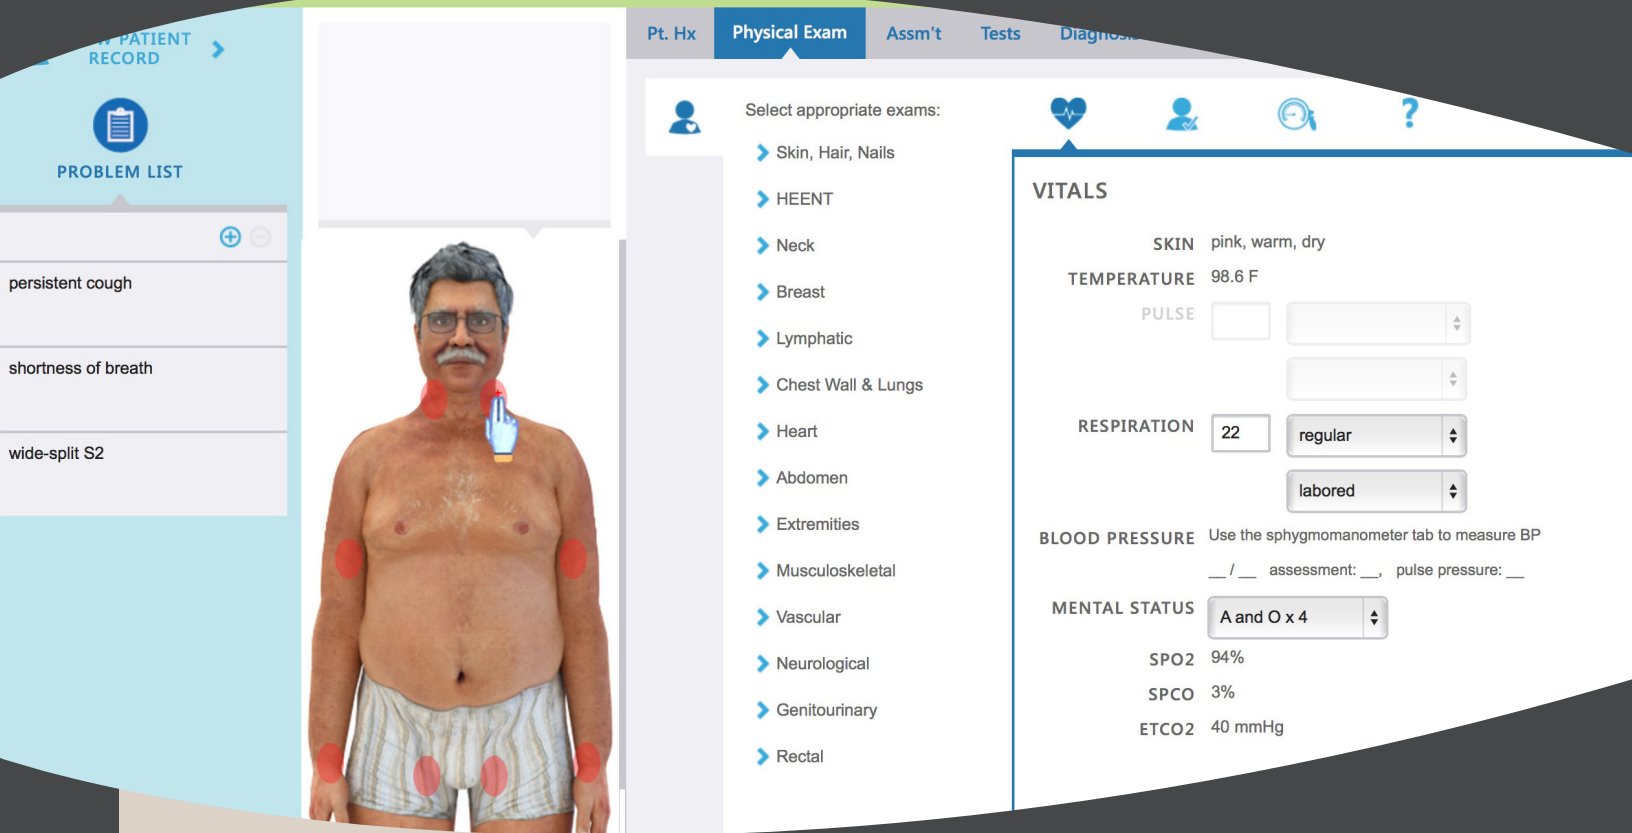 PATIENT
RECORD
PROBLEM LIST
persistent cough
shortness of breath
wide-split S2
Pt. Hx
Physical Exam
Assm't
Tests
Diagnosis
Select appropriate exams:
Skin, Hair, Nails
HEENT
Neck
Breast
Lymphatic
Chest Wall & Lungs
Heart
Abdomen
Extremities
Musculoskeletal
Vascular
Neurological
Genitourinary
Rectal
?
VITALS
SKIN pink, warm, dry
TEMPERATURE 98.6 F
PULSE
RESPIRATION 22 regular
labored
BLOOD PRESSURE Use the sphygmomanometer tab to measure BP
__ / __ assessment: __, pulse pressure: __
MENTAL STATUS A and O x 4
SPO2 94%
SPCO 3%
ETCO2 40 mmHg